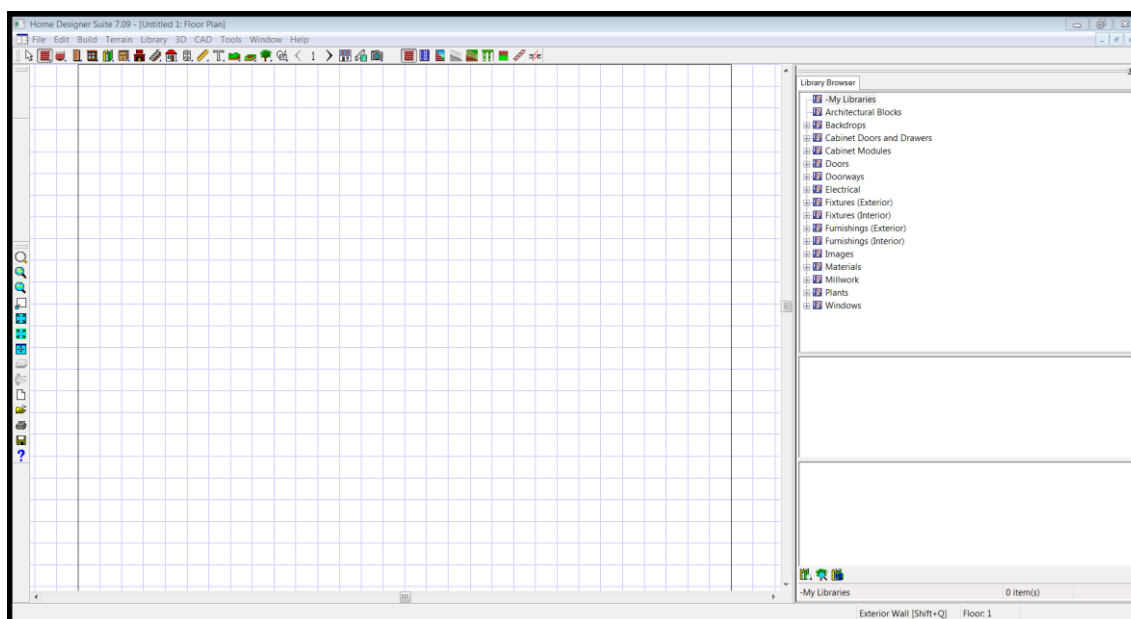 Home Designer Suite 7.09 - [Untitled 1: Floor Plan]
File Edit Build Terrain Library 3D CAD Tools Window Help
Library Browser
-My Libraries
Architectural Blocks
Backdrops
Cabinet Doors and Drawers
Cabinet Modules
Doors
Doorways
Electrical
Fixtures (Exterior)
Fixtures (Interior)
Furnishings (Exterior)
Furnishings (Interior)
Images
Materials
Millwork
Plants
Windows
-My Libraries 0 item(s)
Exterior Wall [Shift+Q] Floor: 1